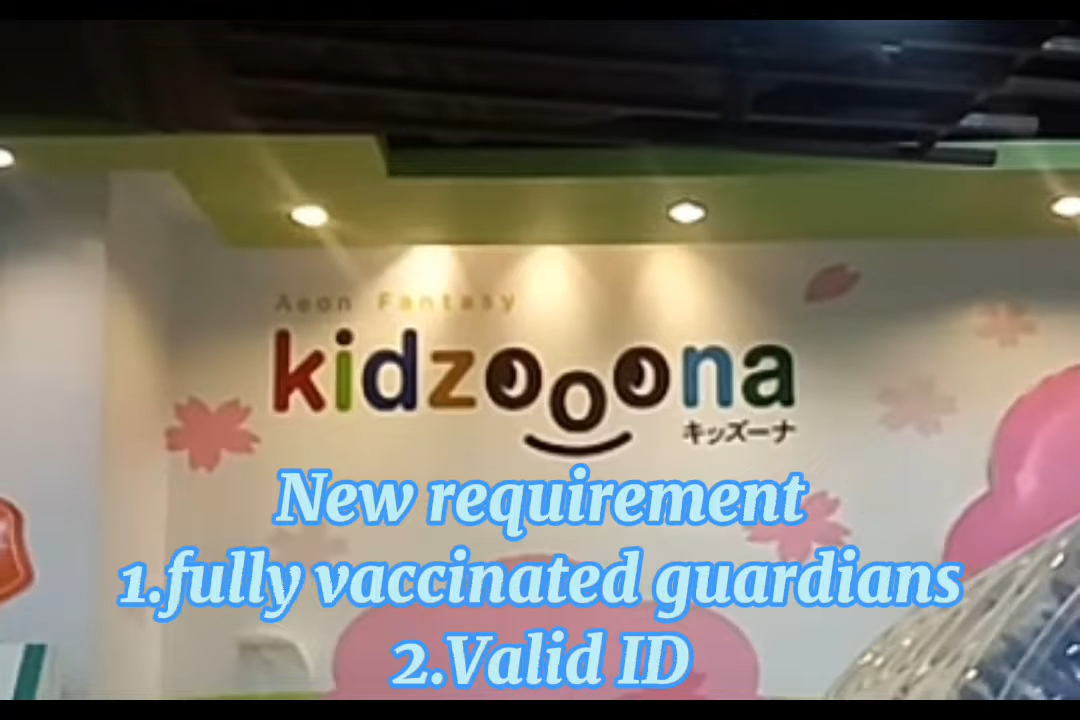 Aeon Fantasy
kidzooona
キッズーナ
New requirement
1.fully vaccinated guardians
2.Valid ID